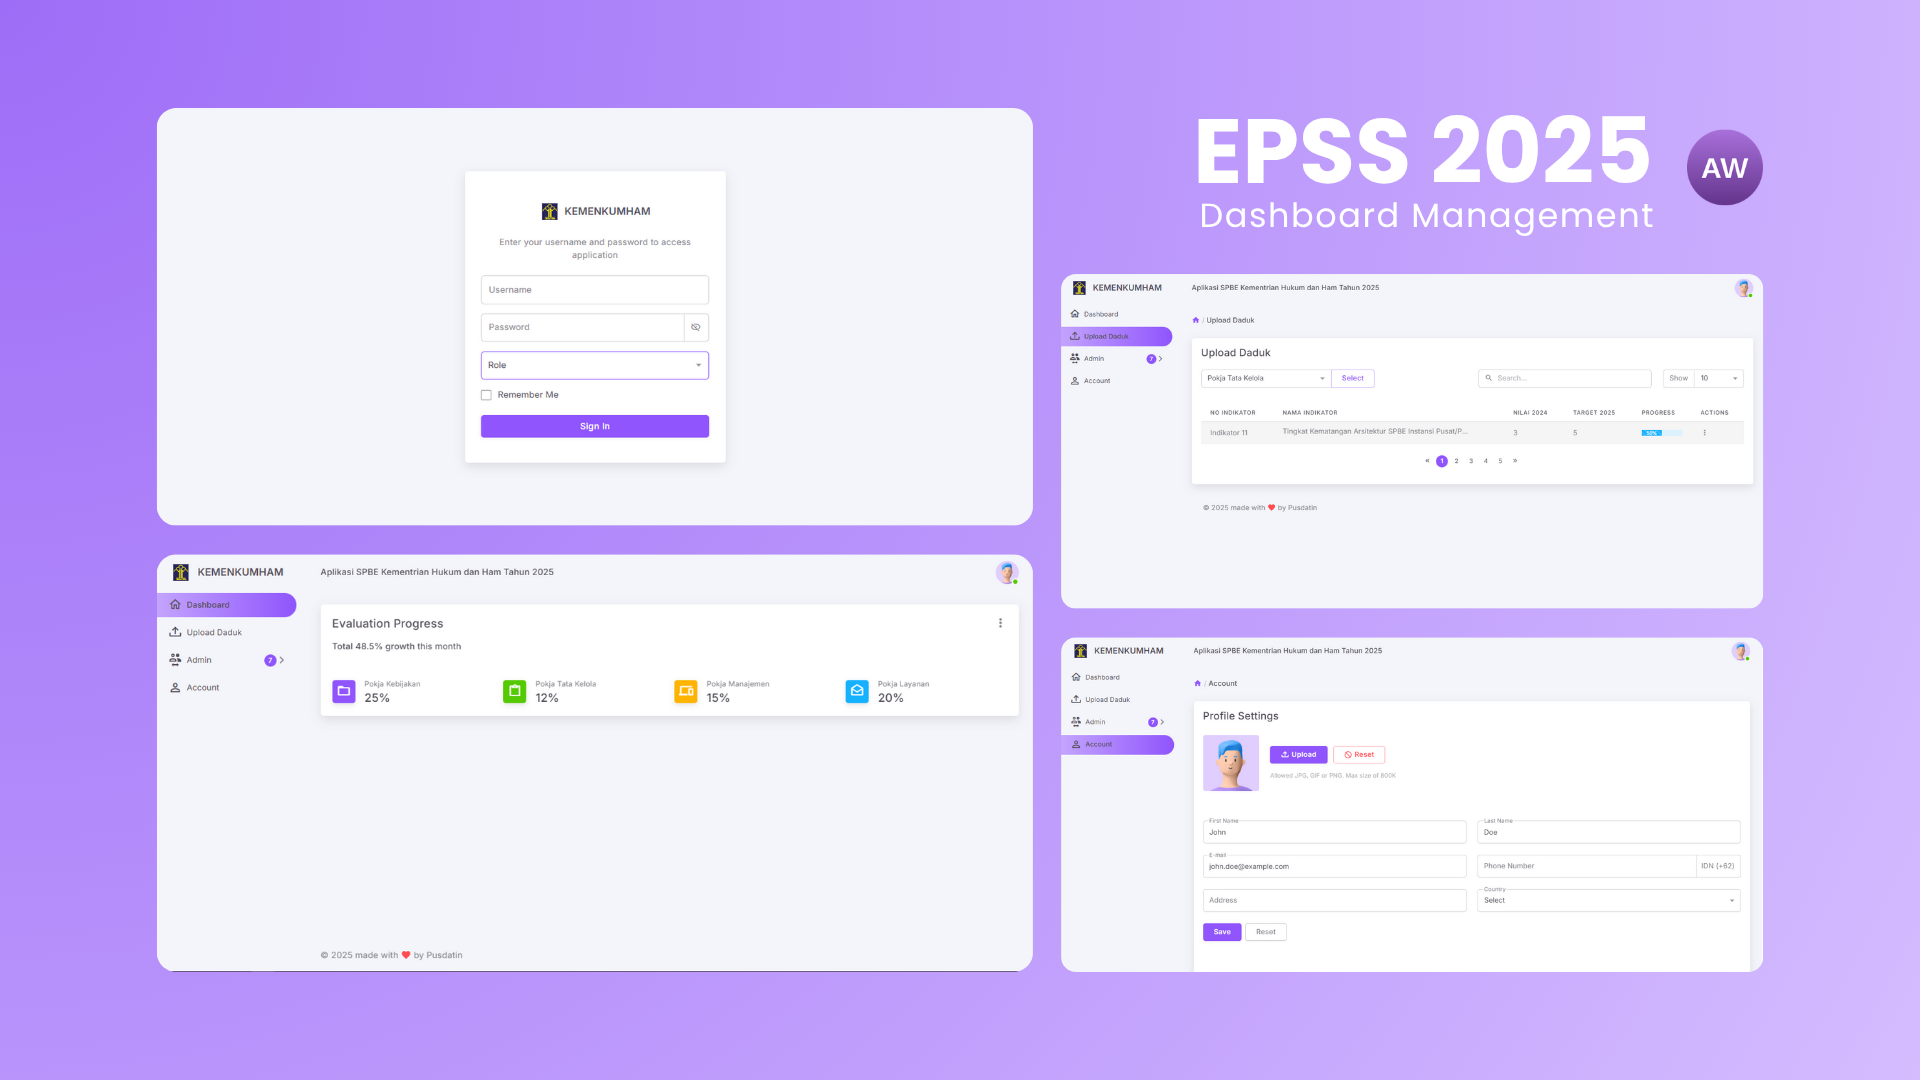 EPSS 2025
Dashboard Management
AW
KEMENKUMHAM
Enter your username and password to access
application
Username
Password
Role
Remember Me
Sign In
KEMENKUMHAM
Aplikasi SPBE Kementrian Hukum dan Ham Tahun 2025
Dashboard
Upload Daduk
Admin 7
Account
/ Upload Daduk
Upload Daduk
Pokja Tata Kelola Select Search... Show 10
NO INDIKATOR NAMA INDIKATOR NILAI 2024 TARGET 2025 PROGRESS ACTIONS
Indikator 11 Tingkat Kematangan Arsitektur SPBE Instansi Pusat/P... 3 5 50%
« 1 2 3 4 5 »
© 2025 made with ❤ by Pusdatin
KEMENKUMHAM
Aplikasi SPBE Kementrian Hukum dan Ham Tahun 2025
Dashboard
Upload Daduk
Admin 7
Account
Evaluation Progress
Total 48.5% growth this month
Pokja Kebijakan
25%
Pokja Tata Kelola
12%
Pokja Manajemen
15%
Pokja Layanan
20%
© 2025 made with ❤ by Pusdatin
KEMENKUMHAM
Aplikasi SPBE Kementrian Hukum dan Ham Tahun 2025
Dashboard
Upload Daduk
Admin 7
Account
/ Account
Profile Settings
Upload Reset
Allowed JPG, GIF or PNG. Max size of 800K
First Name
John
Last Name
Doe
E-mail
john.doe@example.com
Phone Number IDN (+62)
Address
Country
Select
Save Reset